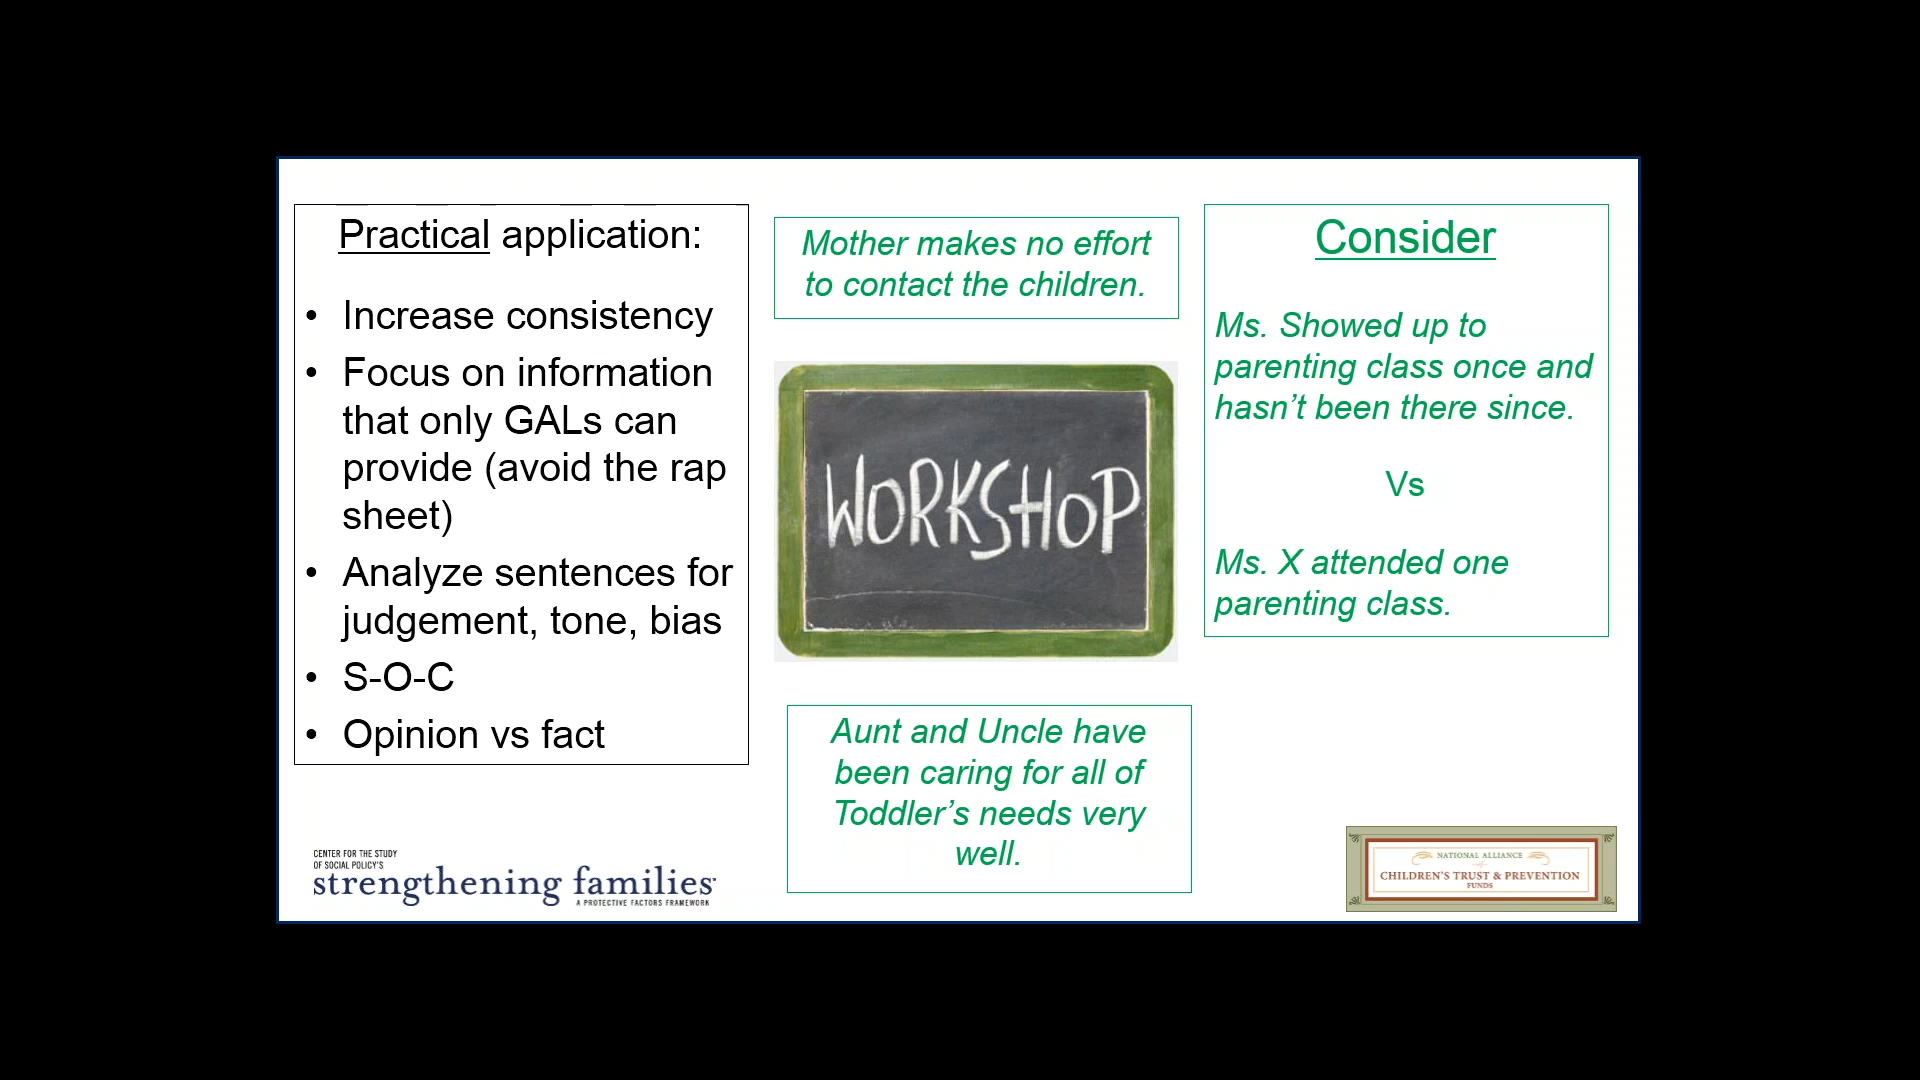 Practical application:
• Increase consistency
• Focus on information
that only GALs can
provide (avoid the rap
sheet)
• Analyze sentences for
judgement, tone, bias
• S-O-C
• Opinion vs fact
Mother makes no effort
to contact the children.
WORKSHOP
Aunt and Uncle have
been caring for all of
Toddler’s needs very
well.
Consider
Ms. Showed up to
parenting class once and
hasn’t been there since.
Vs
Ms. X attended one
parenting class.
CENTER FOR THE STUDY
OF SOCIAL POLICY'S
strengthening families
A PROTECTIVE FACTORS FRAMEWORK
NATIONAL ALLIANCE
of
CHILDREN'S TRUST & PREVENTION
FUNDS